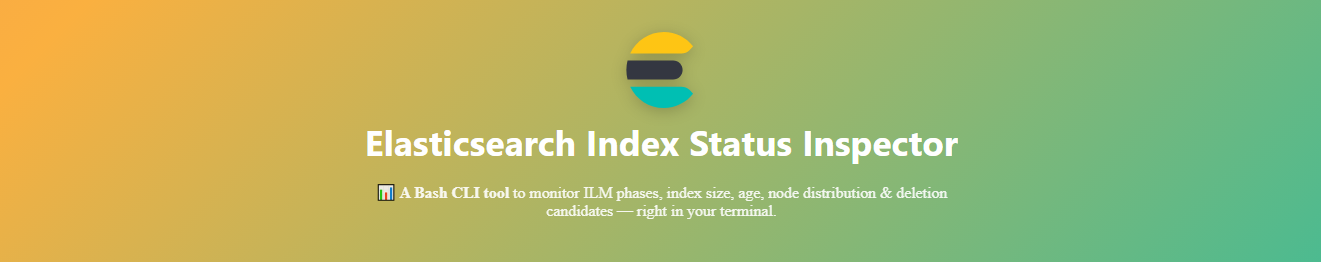 Elasticsearch Index Status Inspector
📊 A Bash CLI tool to monitor ILM phases, index size, age, node distribution & deletion
candidates — right in your terminal.